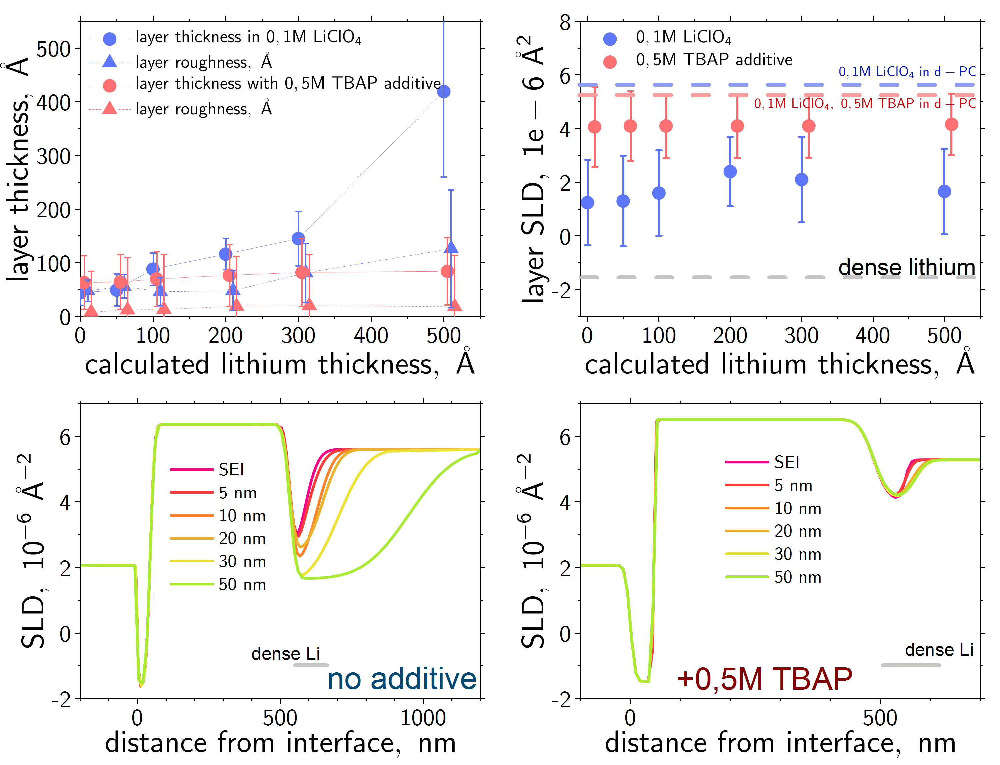 layer thickness, Å
500
400
300
200
100
0
layer thickness in 0, 1M LiClO₄
layer roughness, Å
layer thickness with 0, 5M TBAP additive
layer roughness, Å
0 100 200 300 400 500
calculated lithium thickness, Å
layer SLD, 1e − 6 Å²
8
6
4
2
0
-2
0, 1M LiClO₄
0, 5M TBAP additive
0, 1M LiClO₄ in d − PC
0, 1M LiClO₄, 0, 5M TBAP in d − PC
dense lithium
0 100 200 300 400 500
calculated lithium thickness, Å
SLD, 10⁻⁶ Å⁻²
6
4
2
0
-2
SEI
5 nm
10 nm
20 nm
30 nm
50 nm
dense Li
no additive
0 500 1000
distance from interface, nm
SLD, 10⁻⁶ Å⁻²
6
4
2
0
-2
SEI
5 nm
10 nm
20 nm
30 nm
50 nm
dense Li
+0,5M TBAP
0 500
distance from interface, nm